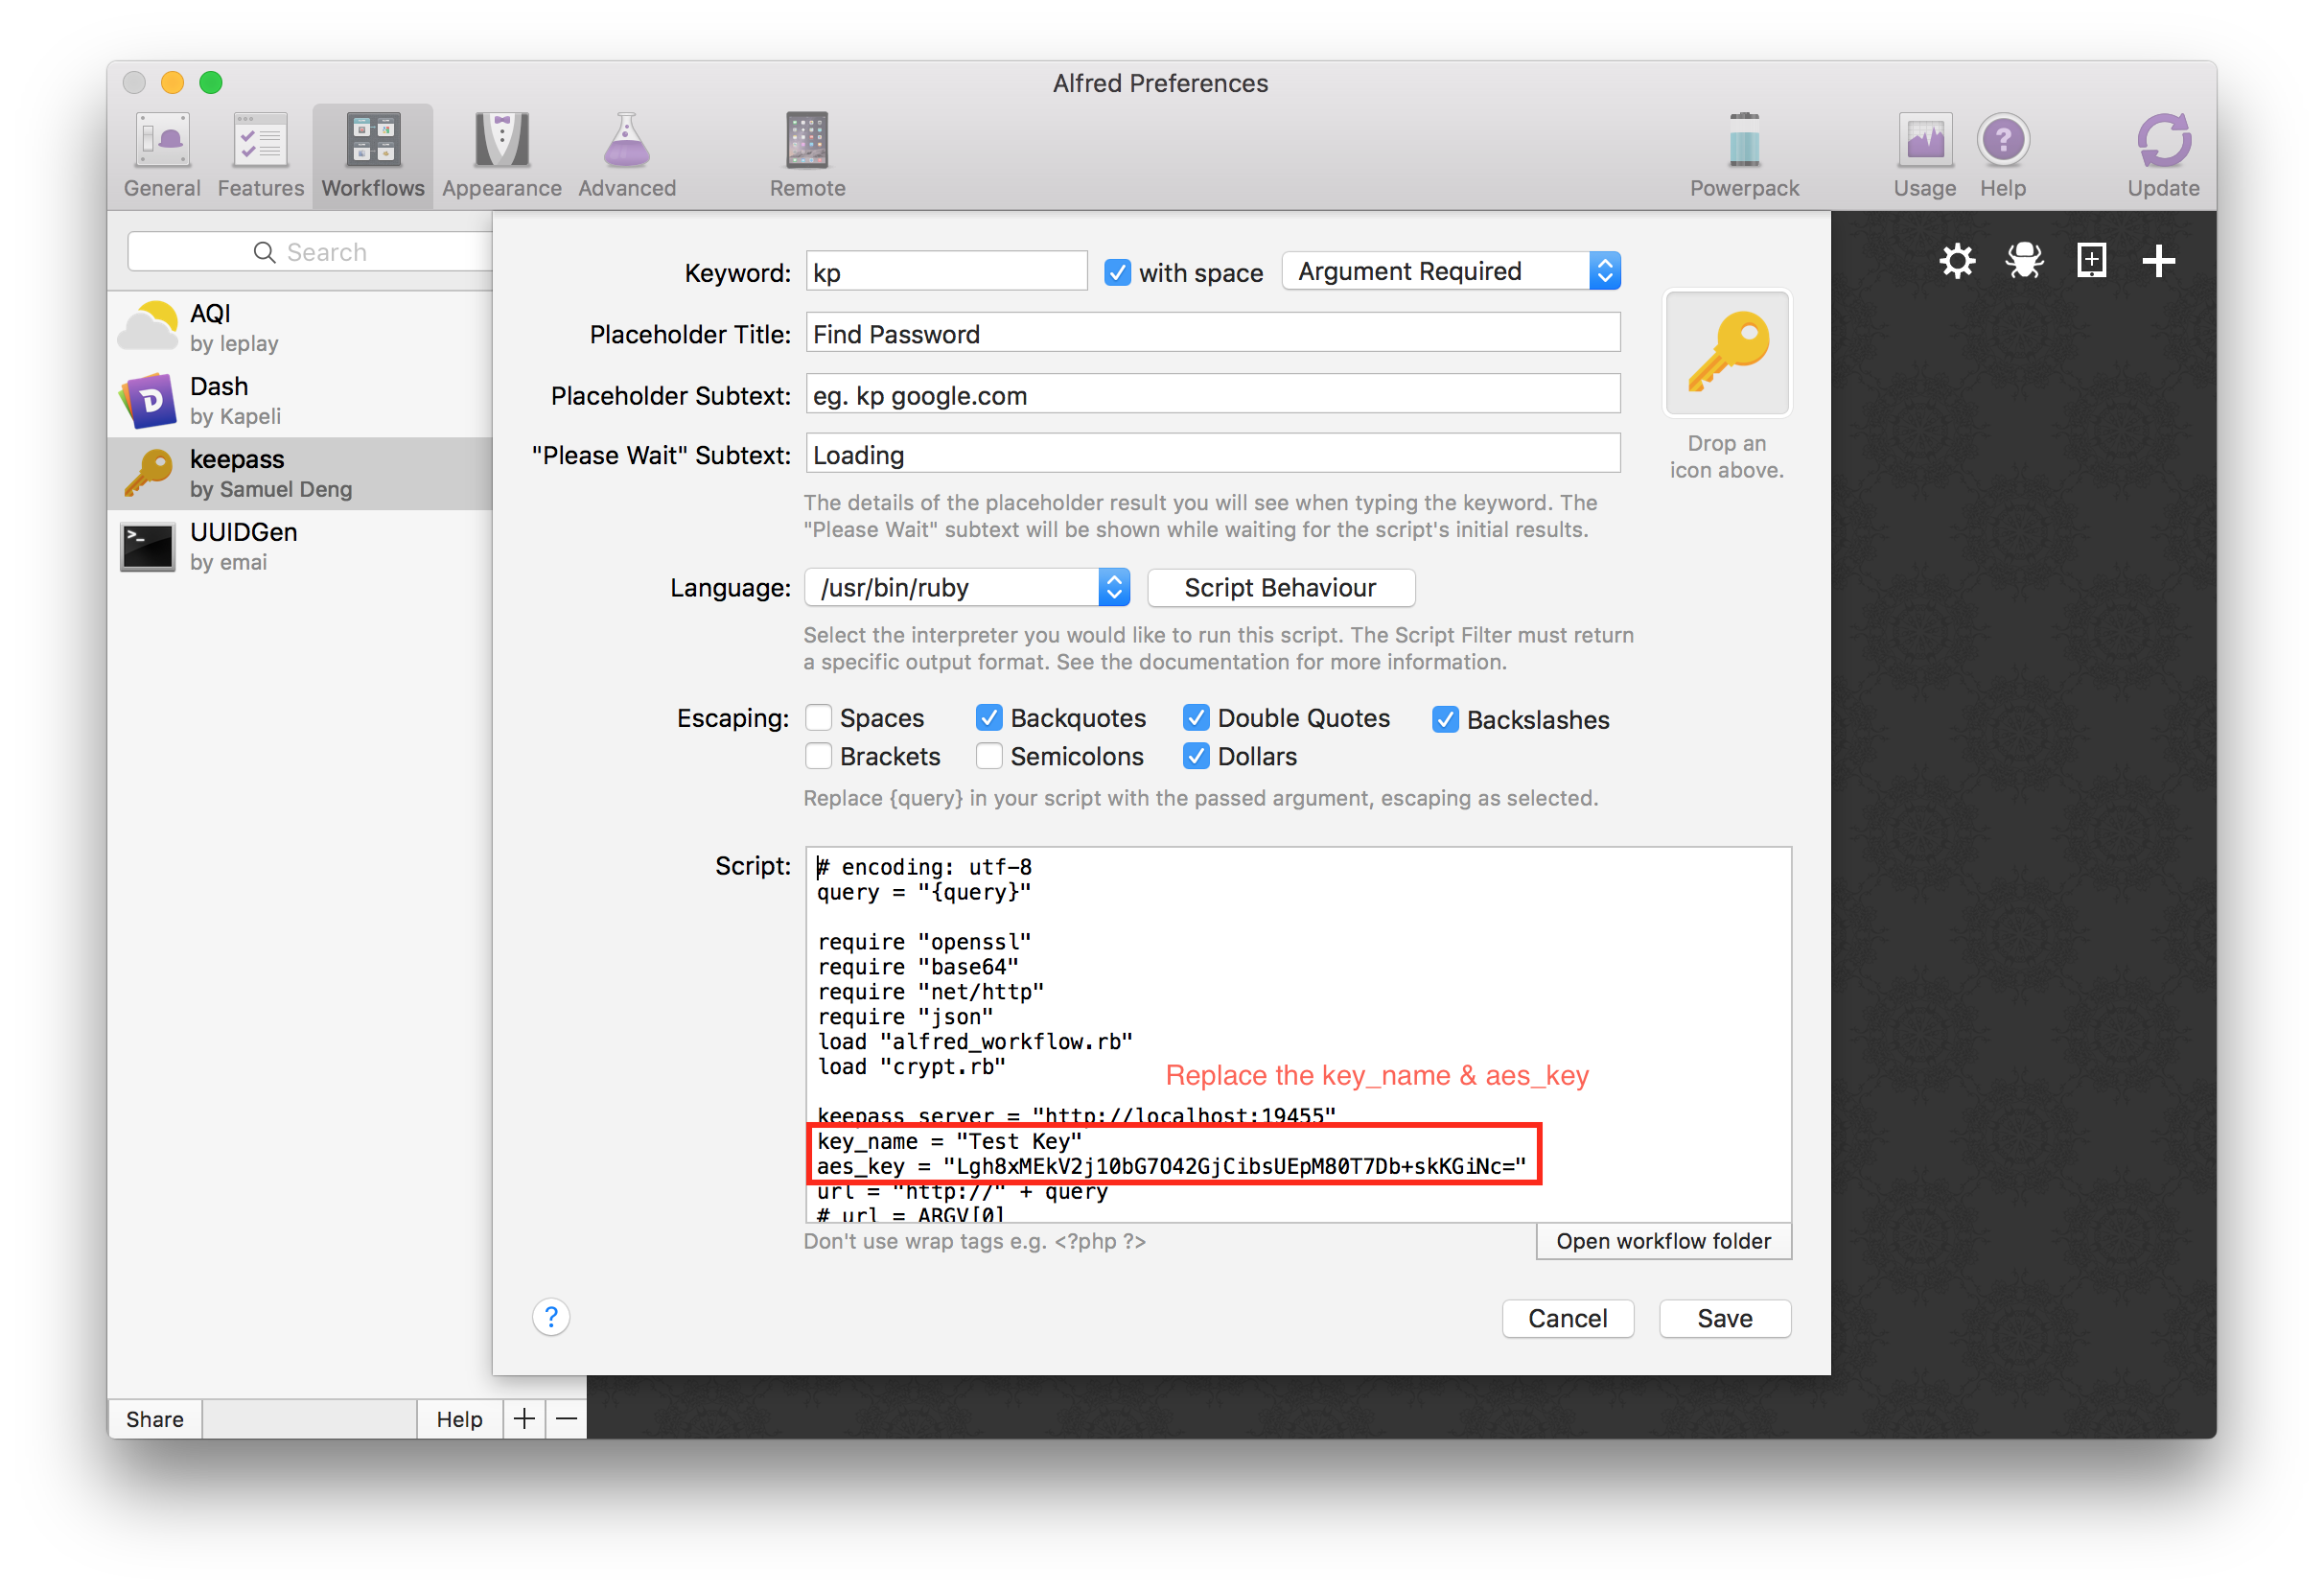 Alfred Preferences
General Features Workflows Appearance Advanced Remote Powerpack Usage Help Update
Search
AQI
by leplay
Dash
by Kapeli
keepass
by Samuel Deng
UUIDGen
by emai
Keyword: kp with space Argument Required
Placeholder Title: Find Password
Placeholder Subtext: eg. kp google.com
"Please Wait" Subtext: Loading
Drop an
icon above.
The details of the placeholder result you will see when typing the keyword. The
"Please Wait" subtext will be shown while waiting for the script's initial results.
Language: /usr/bin/ruby Script Behaviour
Select the interpreter you would like to run this script. The Script Filter must return
a specific output format. See the documentation for more information.
Escaping: Spaces Backquotes Double Quotes Backslashes
Brackets Semicolons Dollars
Replace {query} in your script with the passed argument, escaping as selected.
Script: # encoding: utf-8
query = "{query}"
require "openssl"
require "base64"
require "net/http"
require "json"
load "alfred_workflow.rb"
load "crypt.rb"
Replace the key_name & aes_key
keepass_server = "http://localhost:19455"
key_name = "Test Key"
aes_key = "Lgh8xMEkV2j10bG7O42GjCibsUEpM80T7Db+skKGiNc="
url = "http://" + query
# url = ARGV[0]
Don't use wrap tags e.g. <?php ?>
Open workflow folder
?
Cancel Save
Share Help + −